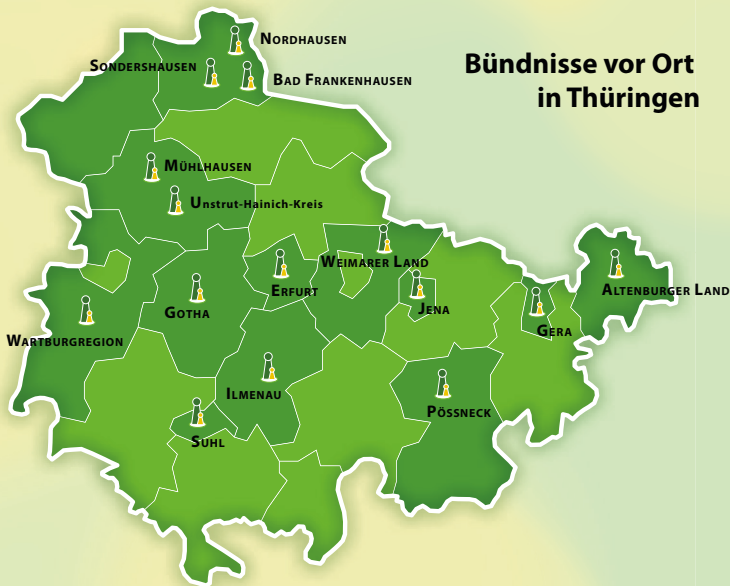 Bündnisse vor Ort
in Thüringen
Nordhausen
Sondershausen
Bad Frankenhausen
Mühlhausen
Unstrut-Hainich-Kreis
Weimarer Land
Erfurt
Altenburger Land
Gotha
Jena
Gera
Wartburgregion
Ilmenau
Pößneck
Suhl